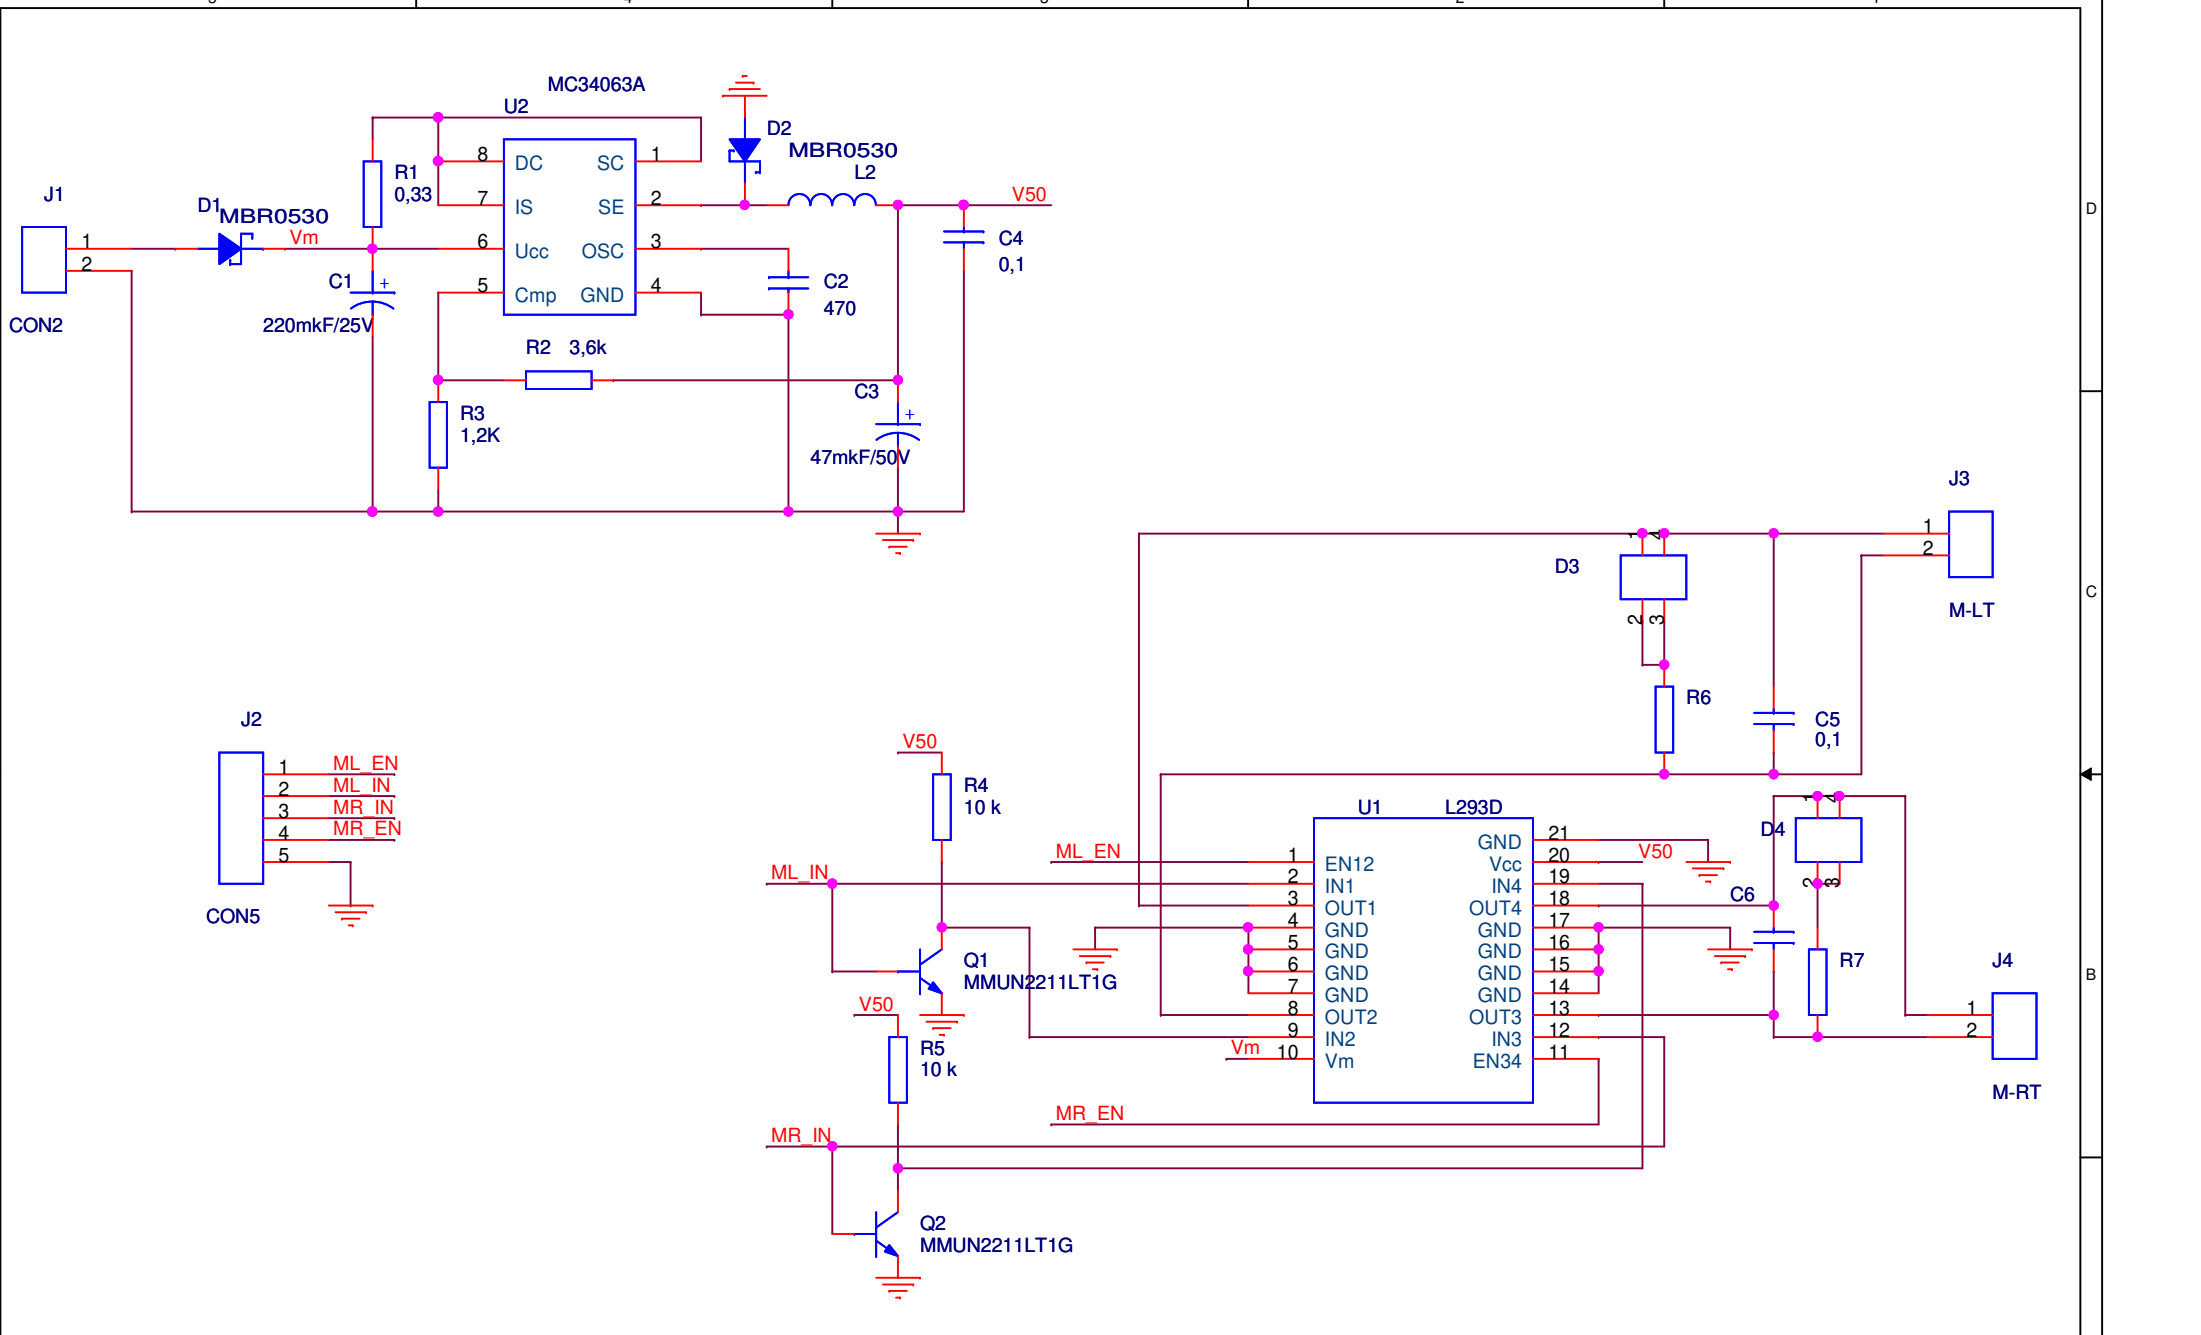 MC34063A
U2
D2
MBR0530
L2
V50
J1
D1
MBR0530
Vm
R1
0,33
8 DC SC 1
7 IS SE 2
6 Ucc OSC 3
5 Cmp GND 4
1
2
CON2
C1
+
220mkF/25V
C2
470
C4
0,1
R2 3,6k
R3
1,2K
C3
+
47mkF/50V
D
C
B
J3
1
2
M-LT
D3
1 4
2 3
R6
C5
0,1
J2
1 ML_EN
2 ML_IN
3 MR_IN
4 MR_EN
5
CON5
V50
R4
10 k
ML_EN
ML_IN
Q1
MMUN2211LT1G
V50
R5
10 k
Vm
MR_EN
MR_IN
Q2
MMUN2211LT1G
U1 L293D
GND 21
1 EN12 Vcc 20 V50
2 IN1 IN4 19
3 OUT1 OUT4 18
4 GND GND 17
5 GND GND 16
6 GND GND 15
7 GND GND 14
8 OUT2 OUT3 13
9 IN2 IN3 12
10 Vm EN34 11
D4
1 4
2 3
C6
R7
J4
1
2
M-RT